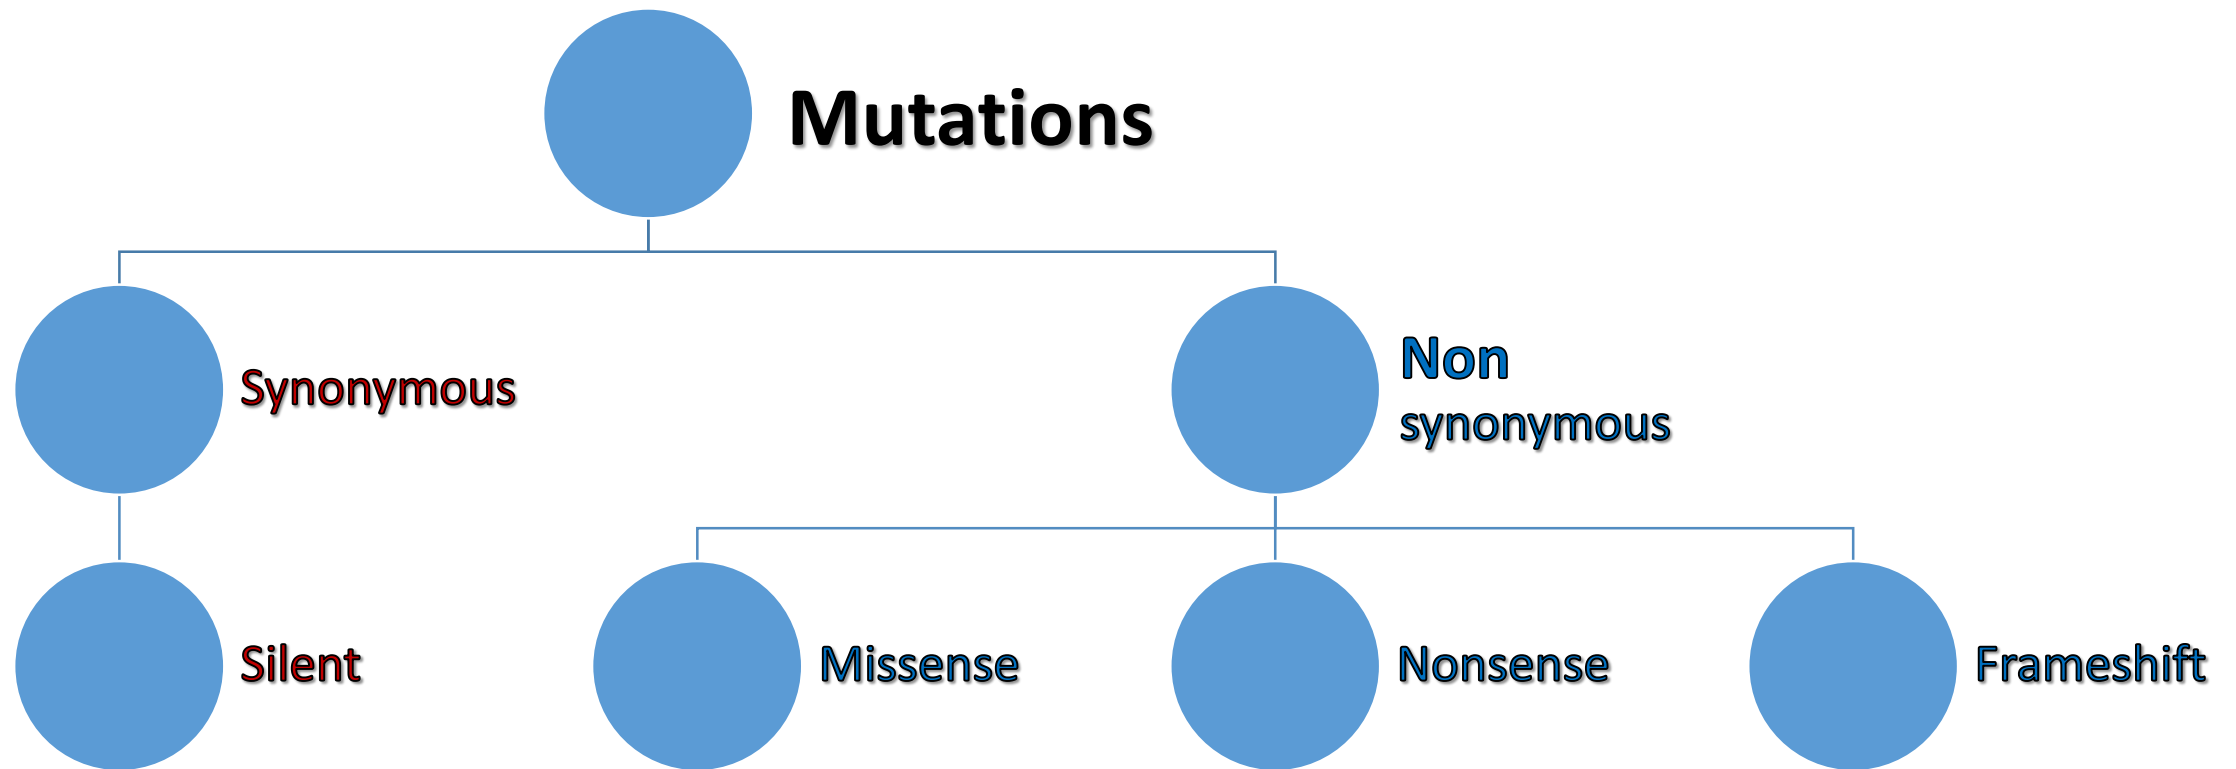 Mutations
Synonymous
Non
synonymous
Silent
Missense
Nonsense
Frameshift